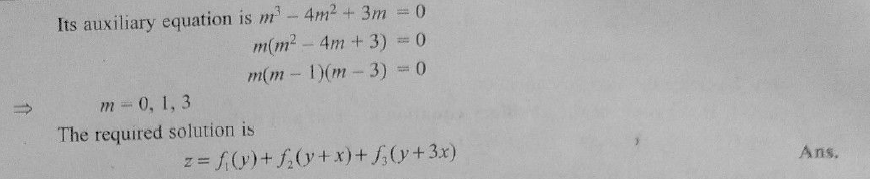 Its auxiliary equation is m³ – 4m² + 3m = 0
m(m² – 4m + 3) = 0
m(m – 1)(m – 3) = 0
⇒ m = 0, 1, 3
The required solution is
z = f₁(y) + f₂(y + x) + f₃(y + 3x) Ans.